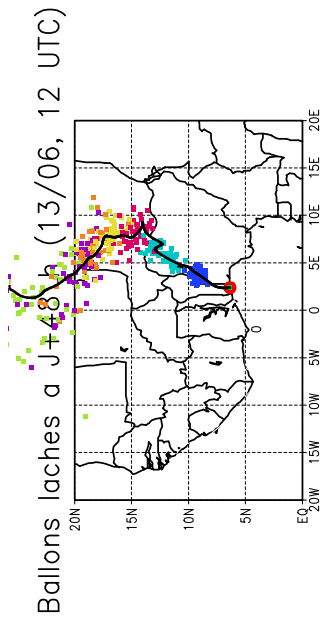 Ballons laches a J+48h (13/06, 12 UTC)
20N
15N
10N
5N
EQ
0
20W 15W 10W 5W 0 5E 10E 15E 20E